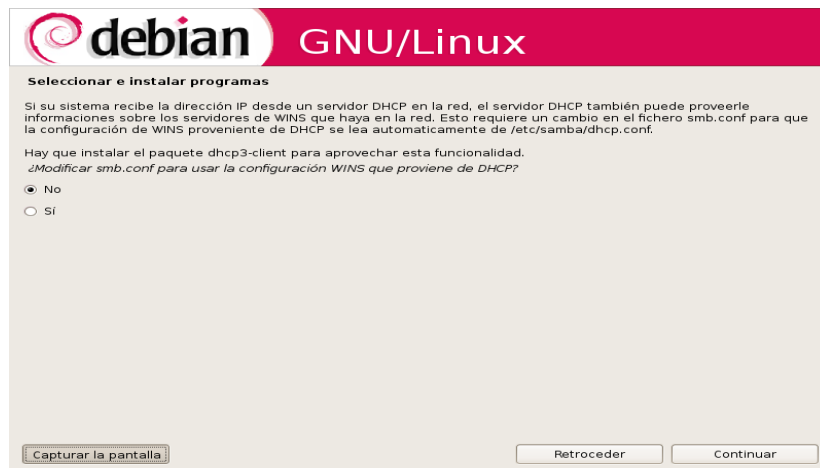 debian GNU/Linux
Seleccionar e instalar programas
Si su sistema recibe la dirección IP desde un servidor DHCP en la red, el servidor DHCP también puede proveerle
informaciones sobre los servidores de WINS que haya en la red. Esto requiere un cambio en el fichero smb.conf para que
la configuración de WINS proveniente de DHCP se lea automaticamente de /etc/samba/dhcp.conf.
Hay que instalar el paquete dhcp3-client para aprovechar esta funcionalidad.
¿Modificar smb.conf para usar la configuración WINS que proviene de DHCP?
No
Sí
Capturar la pantalla Retroceder Continuar